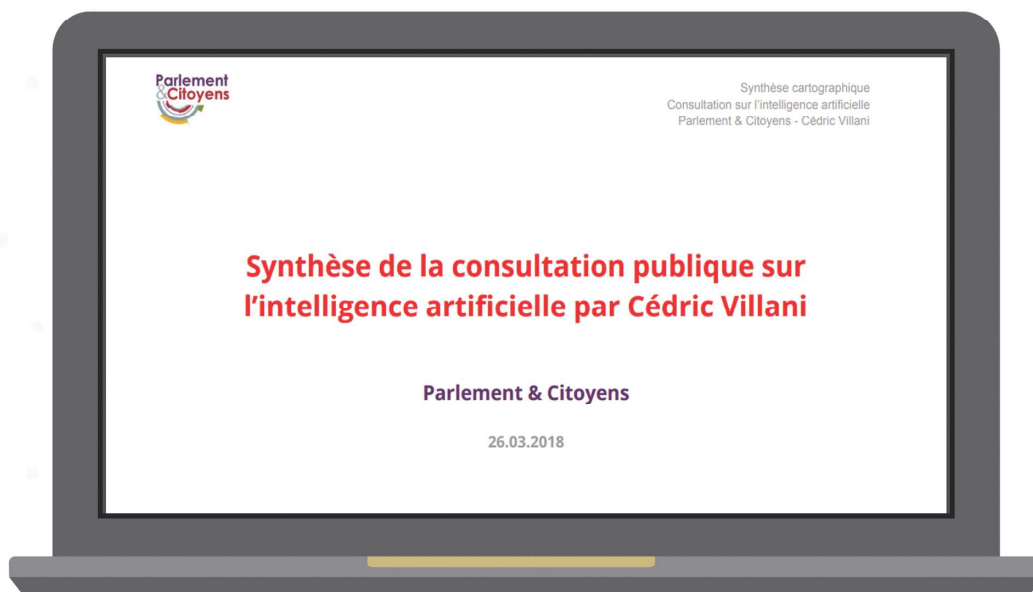 Parlement
&Citoyens
Synthèse cartographique
Consultation sur l'intelligence artificielle
Parlement & Citoyens - Cédric Villani
Synthèse de la consultation publique sur
l'intelligence artificielle par Cédric Villani
Parlement & Citoyens
26.03.2018